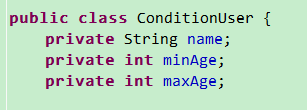 public class ConditionUser {
private String name;
private int minAge;
private int maxAge;